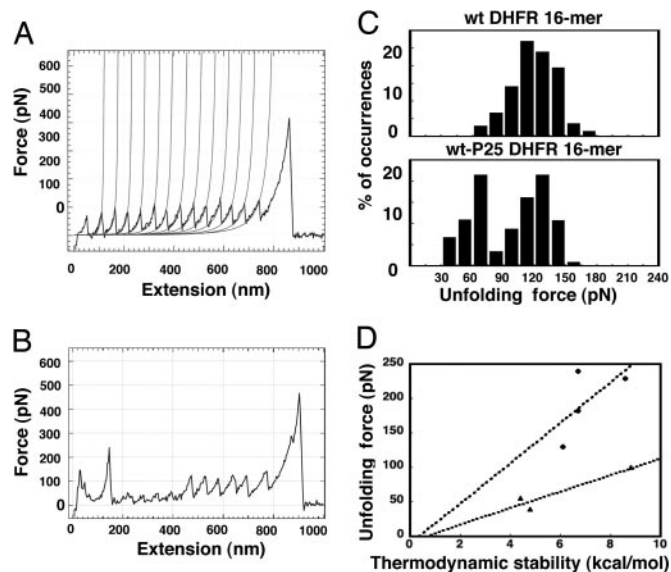 A
Force (pN)
600
500
400
300
200
100
0
0 200 400 600 800 1000
Extension (nm)
B
Force (pN)
600
500
400
300
200
100
0
0 200 400 600 800 1000
Extension (nm)
C
wt DHFR 16-mer
20
10
0
wt-P25 DHFR 16-mer
20
10
0
% of occurrences
30 60 90 120 150 180 210 240
Unfolding force (pN)
D
Unfolding force (pN)
250
200
150
100
50
0
0 2 4 6 8 10
Thermodynamic stability (kcal/mol)